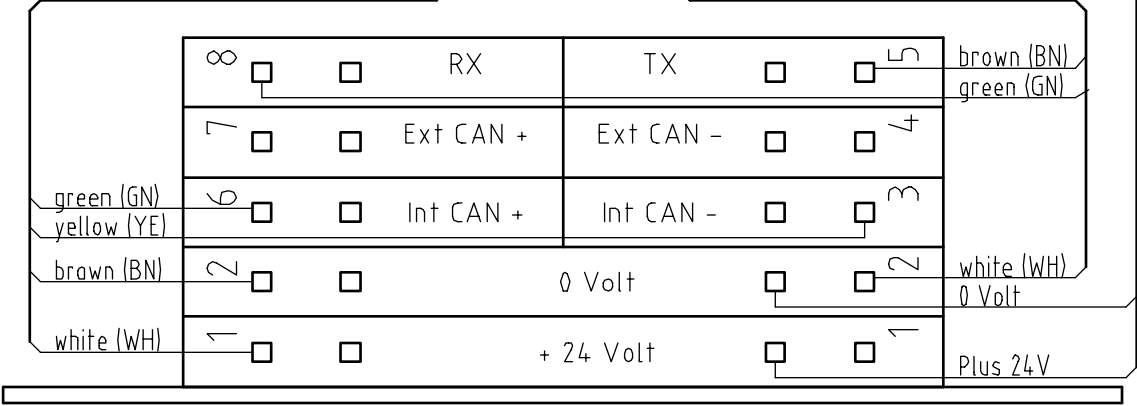 8 RX TX 5 brown (BN)
green (GN)
7 Ext CAN + Ext CAN - 4
green (GN) 6 Int CAN + Int CAN - 3
yellow (YE)
brown (BN) 2 0 Volt 2 white (WH)
0 Volt
white (WH) 1 + 24 Volt 1
Plus 24V